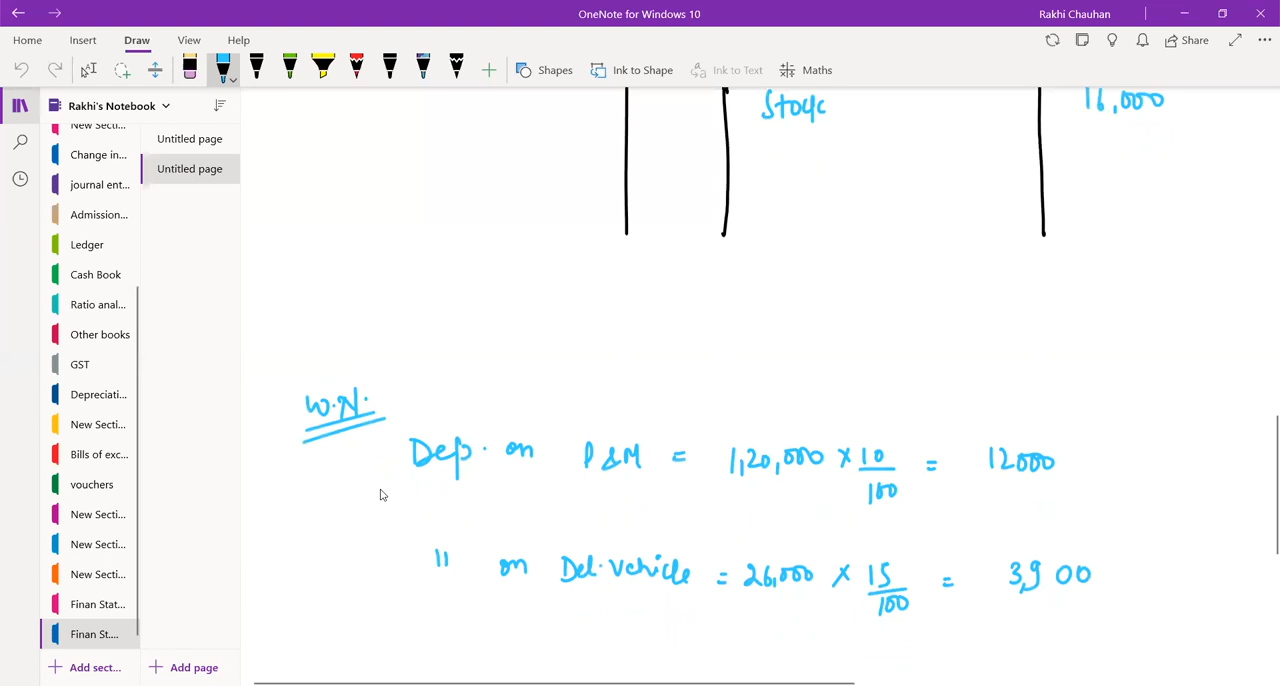 OneNote for Windows 10
Rakhi Chauhan
Home Insert Draw View Help
Share
Shapes Ink to Shape Ink to Text Maths
Rakhi's Notebook
New Secti...
Change in...
journal ent...
Admission...
Ledger
Cash Book
Ratio anal...
Other books
GST
Depreciati...
New Secti...
Bills of exc...
vouchers
New Secti...
New Secti...
New Secti...
Finan Stat...
Finan St....
Add sect...
Untitled page
Untitled page
Add page
Stock 16,000
W.N.
Dep. on P&M = 1,20,000 × 10/100 = 12000
" on Del. Vehicle = 26,000 × 15/100 = 3,900